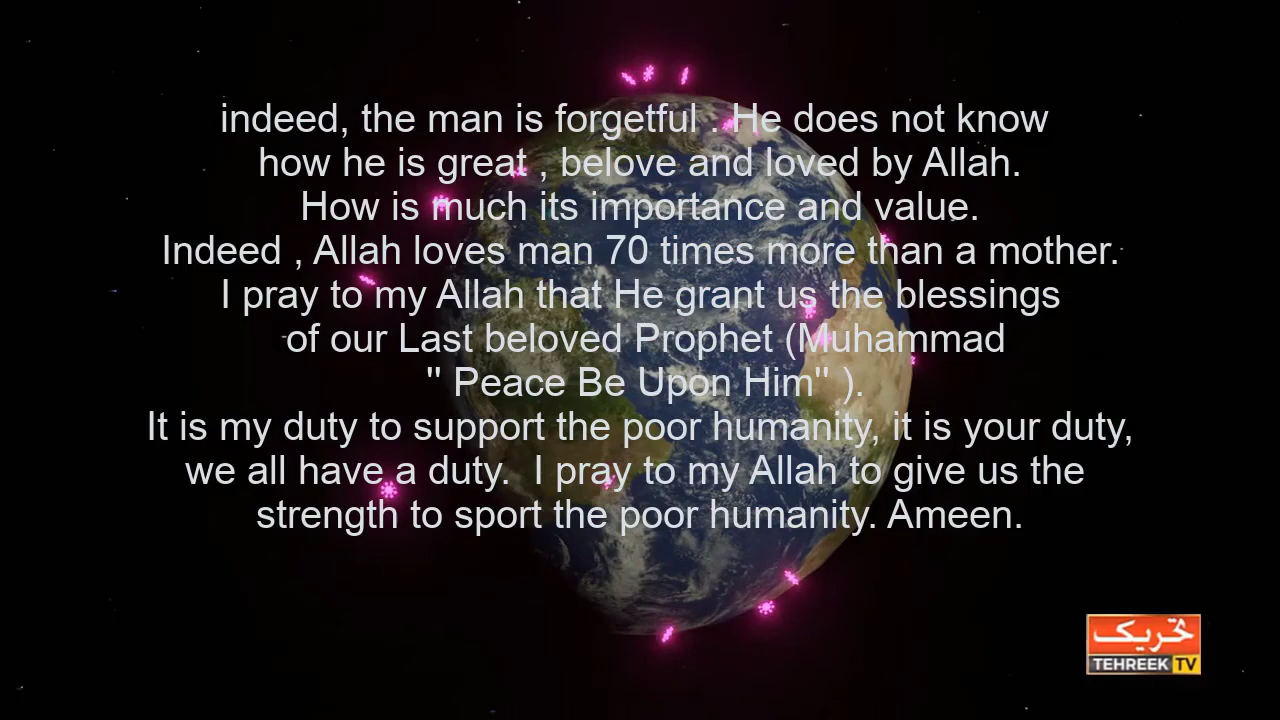 indeed, the man is forgetful . He does not know
how he is great , belove and loved by Allah.
How is much its importance and value.
Indeed , Allah loves man 70 times more than a mother.
I pray to my Allah that He grant us the blessings
of our Last beloved Prophet (Muhammad
" Peace Be Upon Him" ).
It is my duty to support the poor humanity, it is your duty,
we all have a duty.  I pray to my Allah to give us the
strength to sport the poor humanity. Ameen.
تحریک
TEHREEK TV